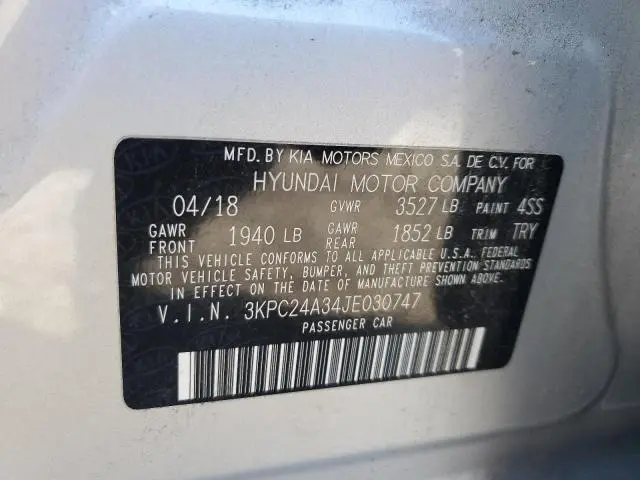 MFD. BY KIA MOTORS MEXICO S.A. DE C.V. FOR
HYUNDAI MOTOR COMPANY
04/18 GVWR 3527 LB PAINT 4SS
GAWR FRONT 1940 LB GAWR REAR 1852 LB TRIM TRY
THIS VEHICLE CONFORMS TO ALL APPLICABLE U.S.A. FEDERAL
MOTOR VEHICLE SAFETY, BUMPER, AND THEFT PREVENTION STANDARDS
IN EFFECT ON THE DATE OF MANUFACTURE SHOWN ABOVE.
V.I.N. 3KPC24A34JE030747
PASSENGER CAR